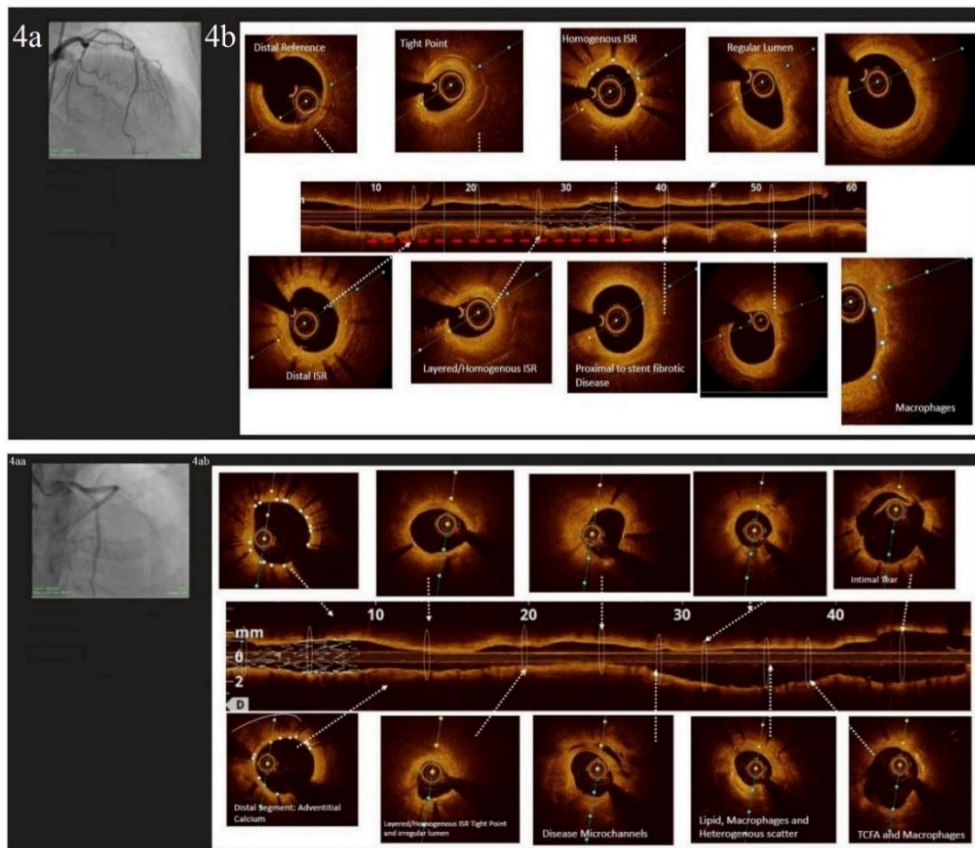 4a
4b
Distal Reference
Tight Point
Homogenous ISR
Regular Lumen
10 20 30 40 50 60
Distal ISR
Layered/Homogenous ISR
Proximal to stent fibrotic
Disease
Macrophages
4aa
4ab
Intimal Tear
10 20 30 40
mm
0
2
D
Distal Segment: Adventitial
Calcium
Layered/Homogenous ISR Tight Point
and irregular lumen
Disease Microchannels
Lipid, Macrophages and
Heterogenous scatter
TCFA and Macrophages